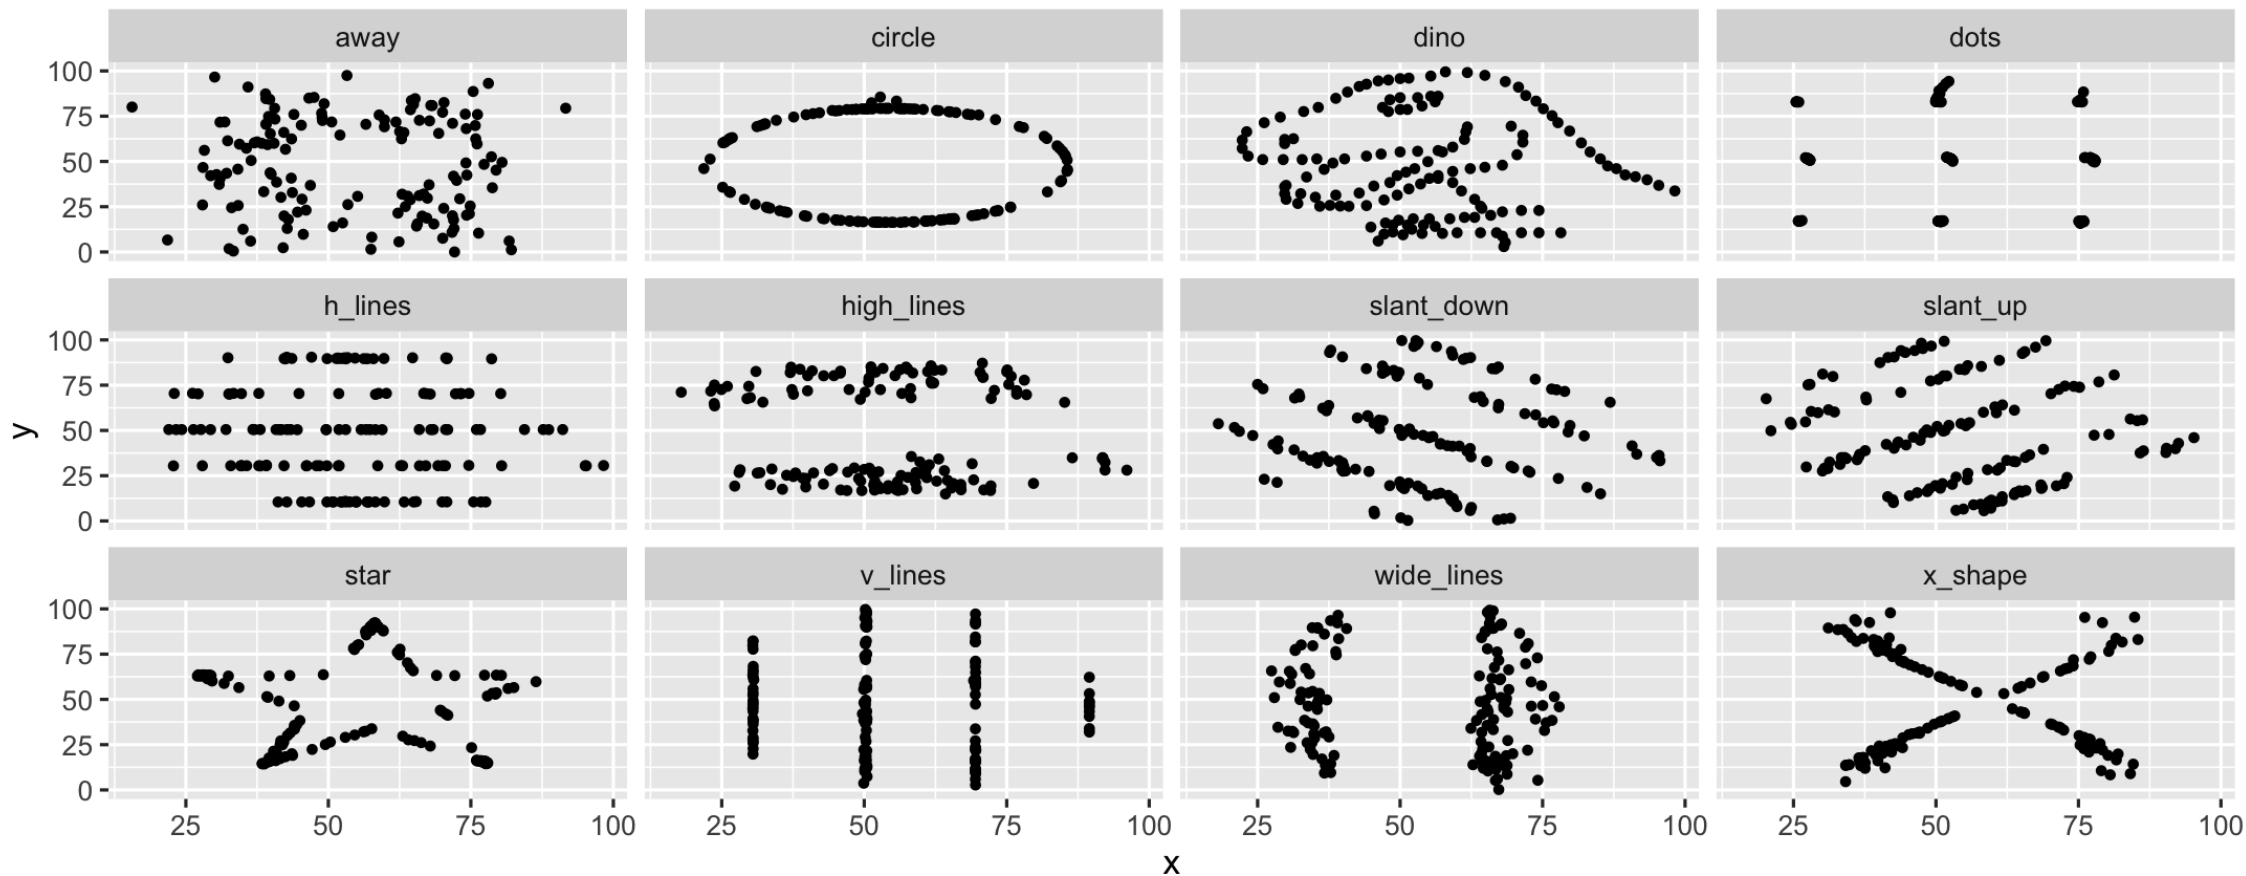 away circle dino dots
100
75
50
25
0
h_lines high_lines slant_down slant_up
100
75
50
25
0
y
star v_lines wide_lines x_shape
100
75
50
25
0
25 50 75 100 25 50 75 100 25 50 75 100 25 50 75 100
x